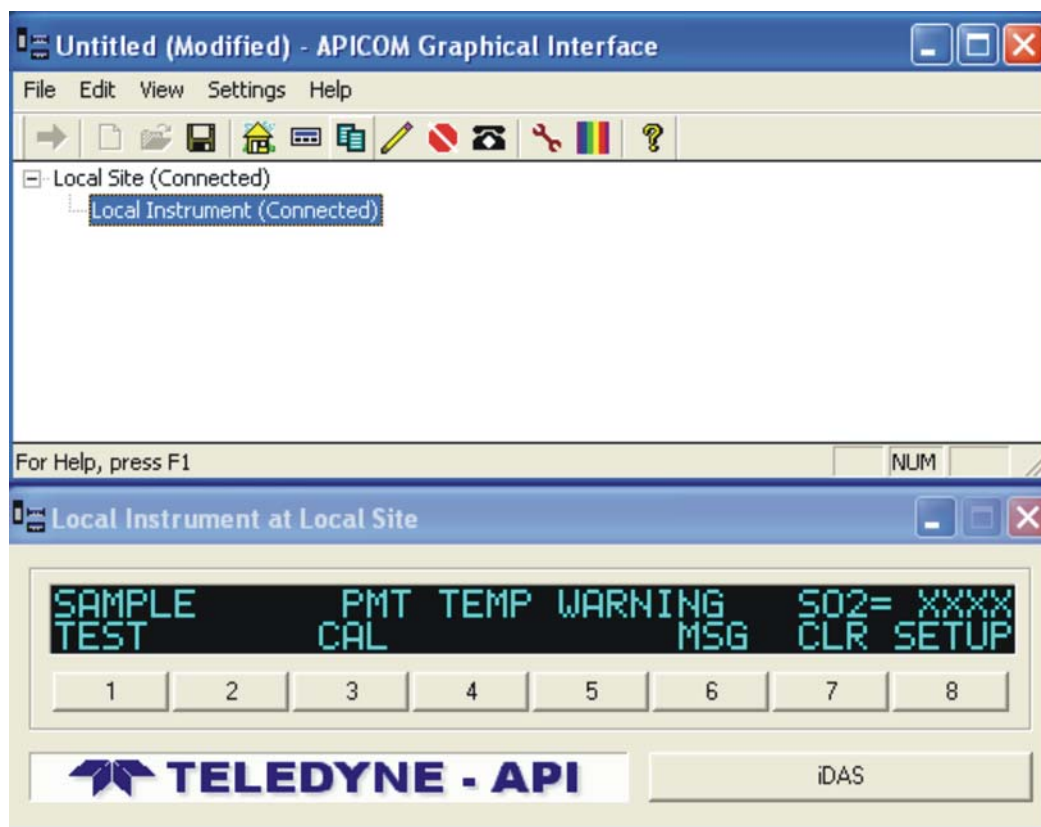 Untitled (Modified) - APICOM Graphical Interface
File Edit View Settings Help
Local Site (Connected)
Local Instrument (Connected)
For Help, press F1 NUM
Local Instrument at Local Site
SAMPLE PMT TEMP WARNING SO2= XXXX
TEST CAL MSG CLR SETUP
1 2 3 4 5 6 7 8
TELEDYNE - API iDAS